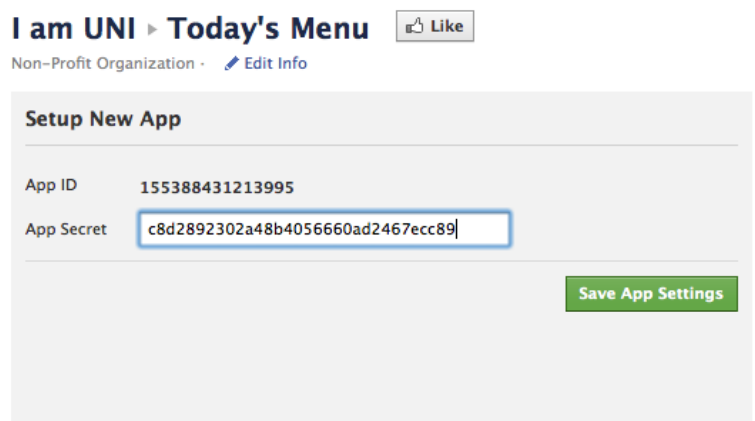 I am UNI ▸ Today's Menu Like
Non-Profit Organization · Edit Info
Setup New App
App ID 155388431213995
App Secret c8d2892302a48b4056660ad2467ecc89
Save App Settings